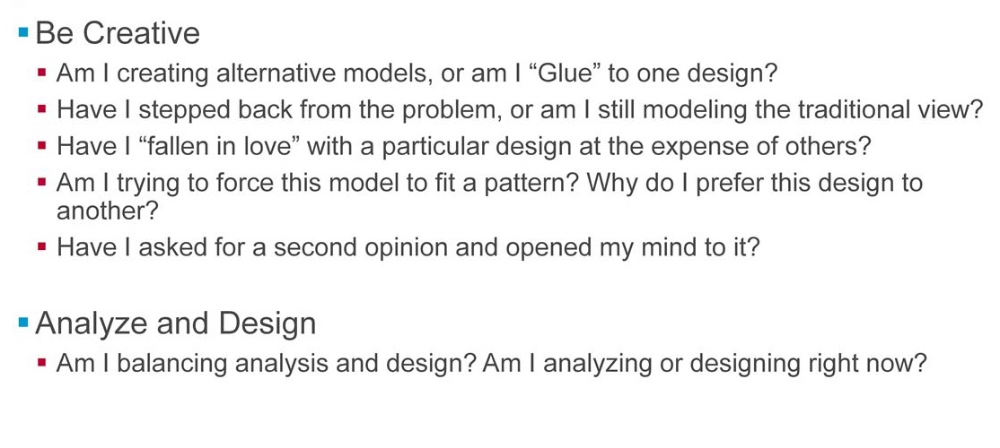 Be Creative
Am I creating alternative models, or am I “Glue” to one design?
Have I stepped back from the problem, or am I still modeling the traditional view?
Have I “fallen in love” with a particular design at the expense of others?
Am I trying to force this model to fit a pattern? Why do I prefer this design to
another?
Have I asked for a second opinion and opened my mind to it?
Analyze and Design
Am I balancing analysis and design? Am I analyzing or designing right now?